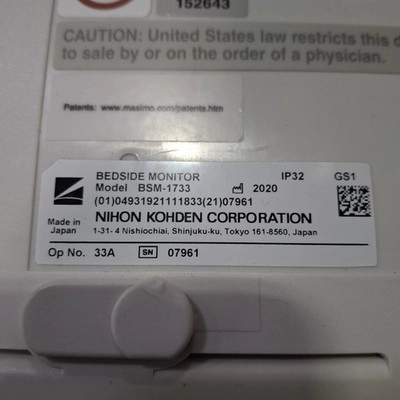 152643
CAUTION: United States law restricts this d
to sale by or on the order of a physician.
Patents: www.masimo.com/patents.htm
BEDSIDE MONITOR IP32 GS1
Model BSM-1733 2020
(01)04931921111833(21)07961
Made in Japan
NIHON KOHDEN CORPORATION
1-31-4 Nishiochiai, Shinjuku-ku, Tokyo 161-8560, Japan
Op No. 33A SN 07961